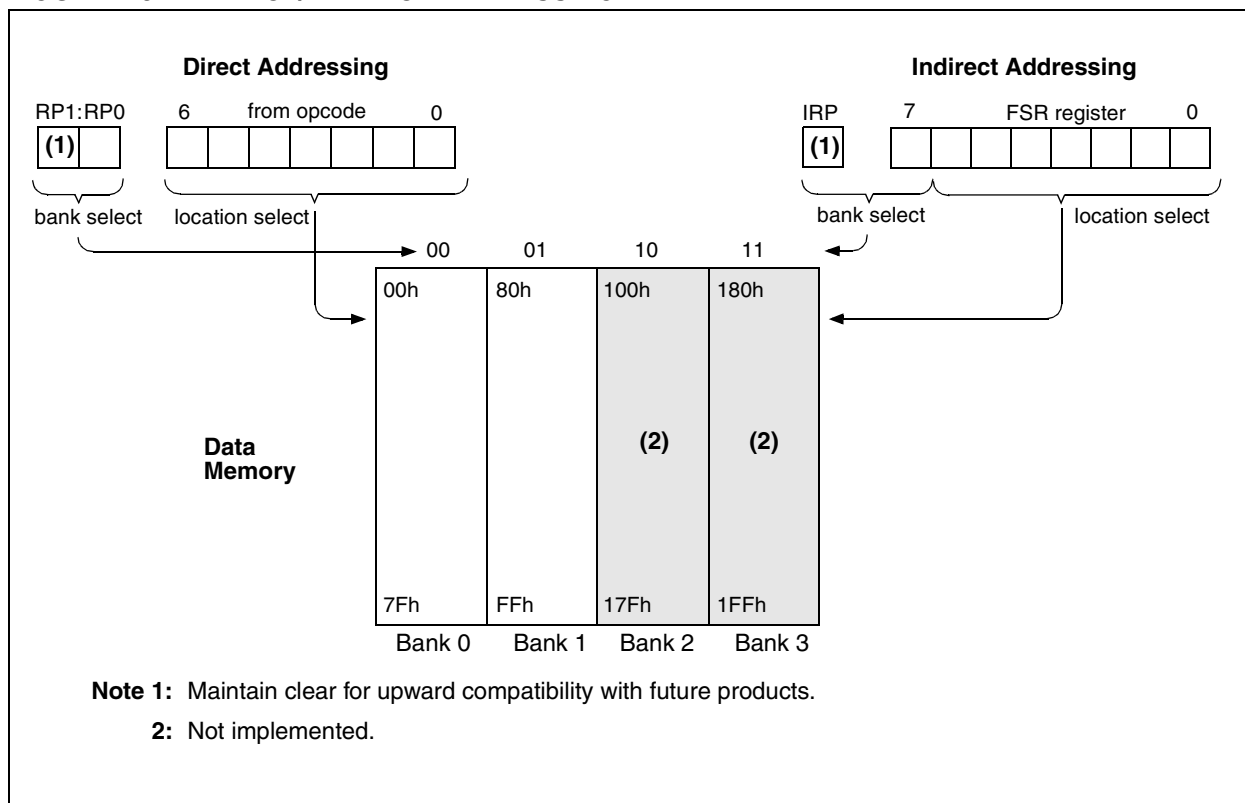 Direct Addressing
Indirect Addressing
RP1:RP0 6 from opcode 0
IRP 7 FSR register 0
(1)
(1)
bank select location select
bank select location select
00 01 10 11
00h 80h 100h 180h
Data
Memory
(2) (2)
7Fh FFh 17Fh 1FFh
Bank 0 Bank 1 Bank 2 Bank 3
Note 1: Maintain clear for upward compatibility with future products.
2: Not implemented.